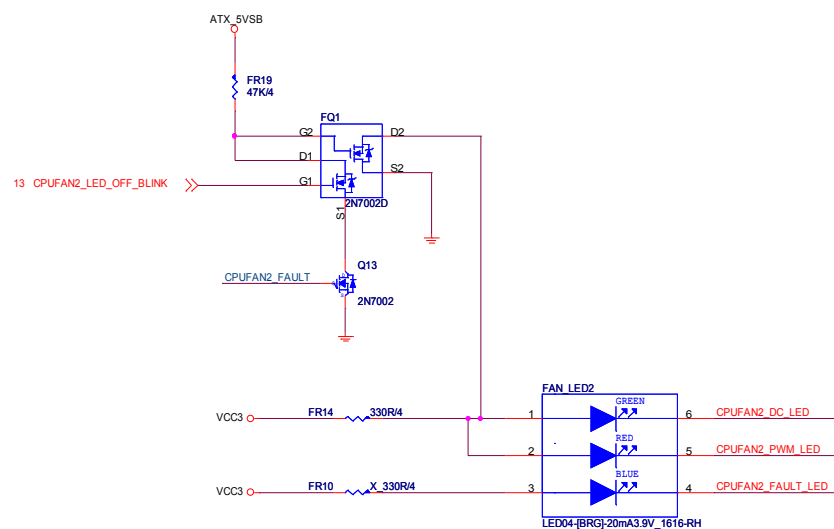 ATX_5VSB
FR19
47K/4
FQ1
G2
D2
D1
S2
13 CPUFAN2_LED_OFF_BLINK
G1
2N7002D
S1
Q13
CPUFAN2_FAULT
2N7002
FAN_LED2
GREEN
VCC3
FR14
330R/4
1
6
CPUFAN2_DC_LED
RED
2
5
CPUFAN2_PWM_LED
BLUE
VCC3
FR10
X_330R/4
3
4
CPUFAN2_FAULT_LED
LED04-[BRG]-20mA3.9V_1616-RH